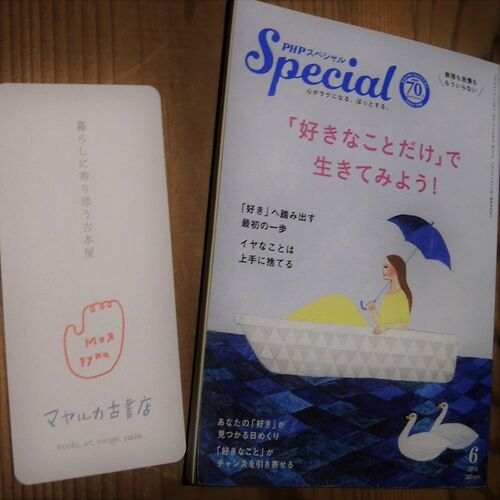 暮らしに寄り添う古本屋
моя
рука
マヤルカ古書店
books, art, mingei, zakka...
PHPスペシャル
Special
心がラクになる。ほっとする。
70
無理も我慢も
もういらない
「好きなことだけ」で
生きてみよう!
「好き」へ踏み出す
最初の一歩
イヤなことは
上手に捨てる
あなたの「好き」が
見つかる日めくり
「好きなこと」が
チャンスを引き寄せる
6
2016